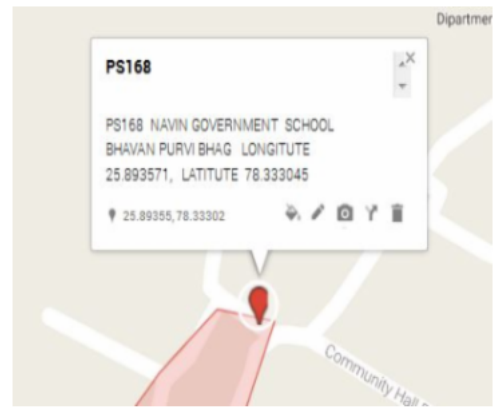 Dipartmer
PS168
PS168 NAVIN GOVERNMENT SCHOOL
BHAVAN PURVI BHAG LONGITUTE
25.893571, LATITUTE 78.333045
25.89355,78.33302
Community Hall